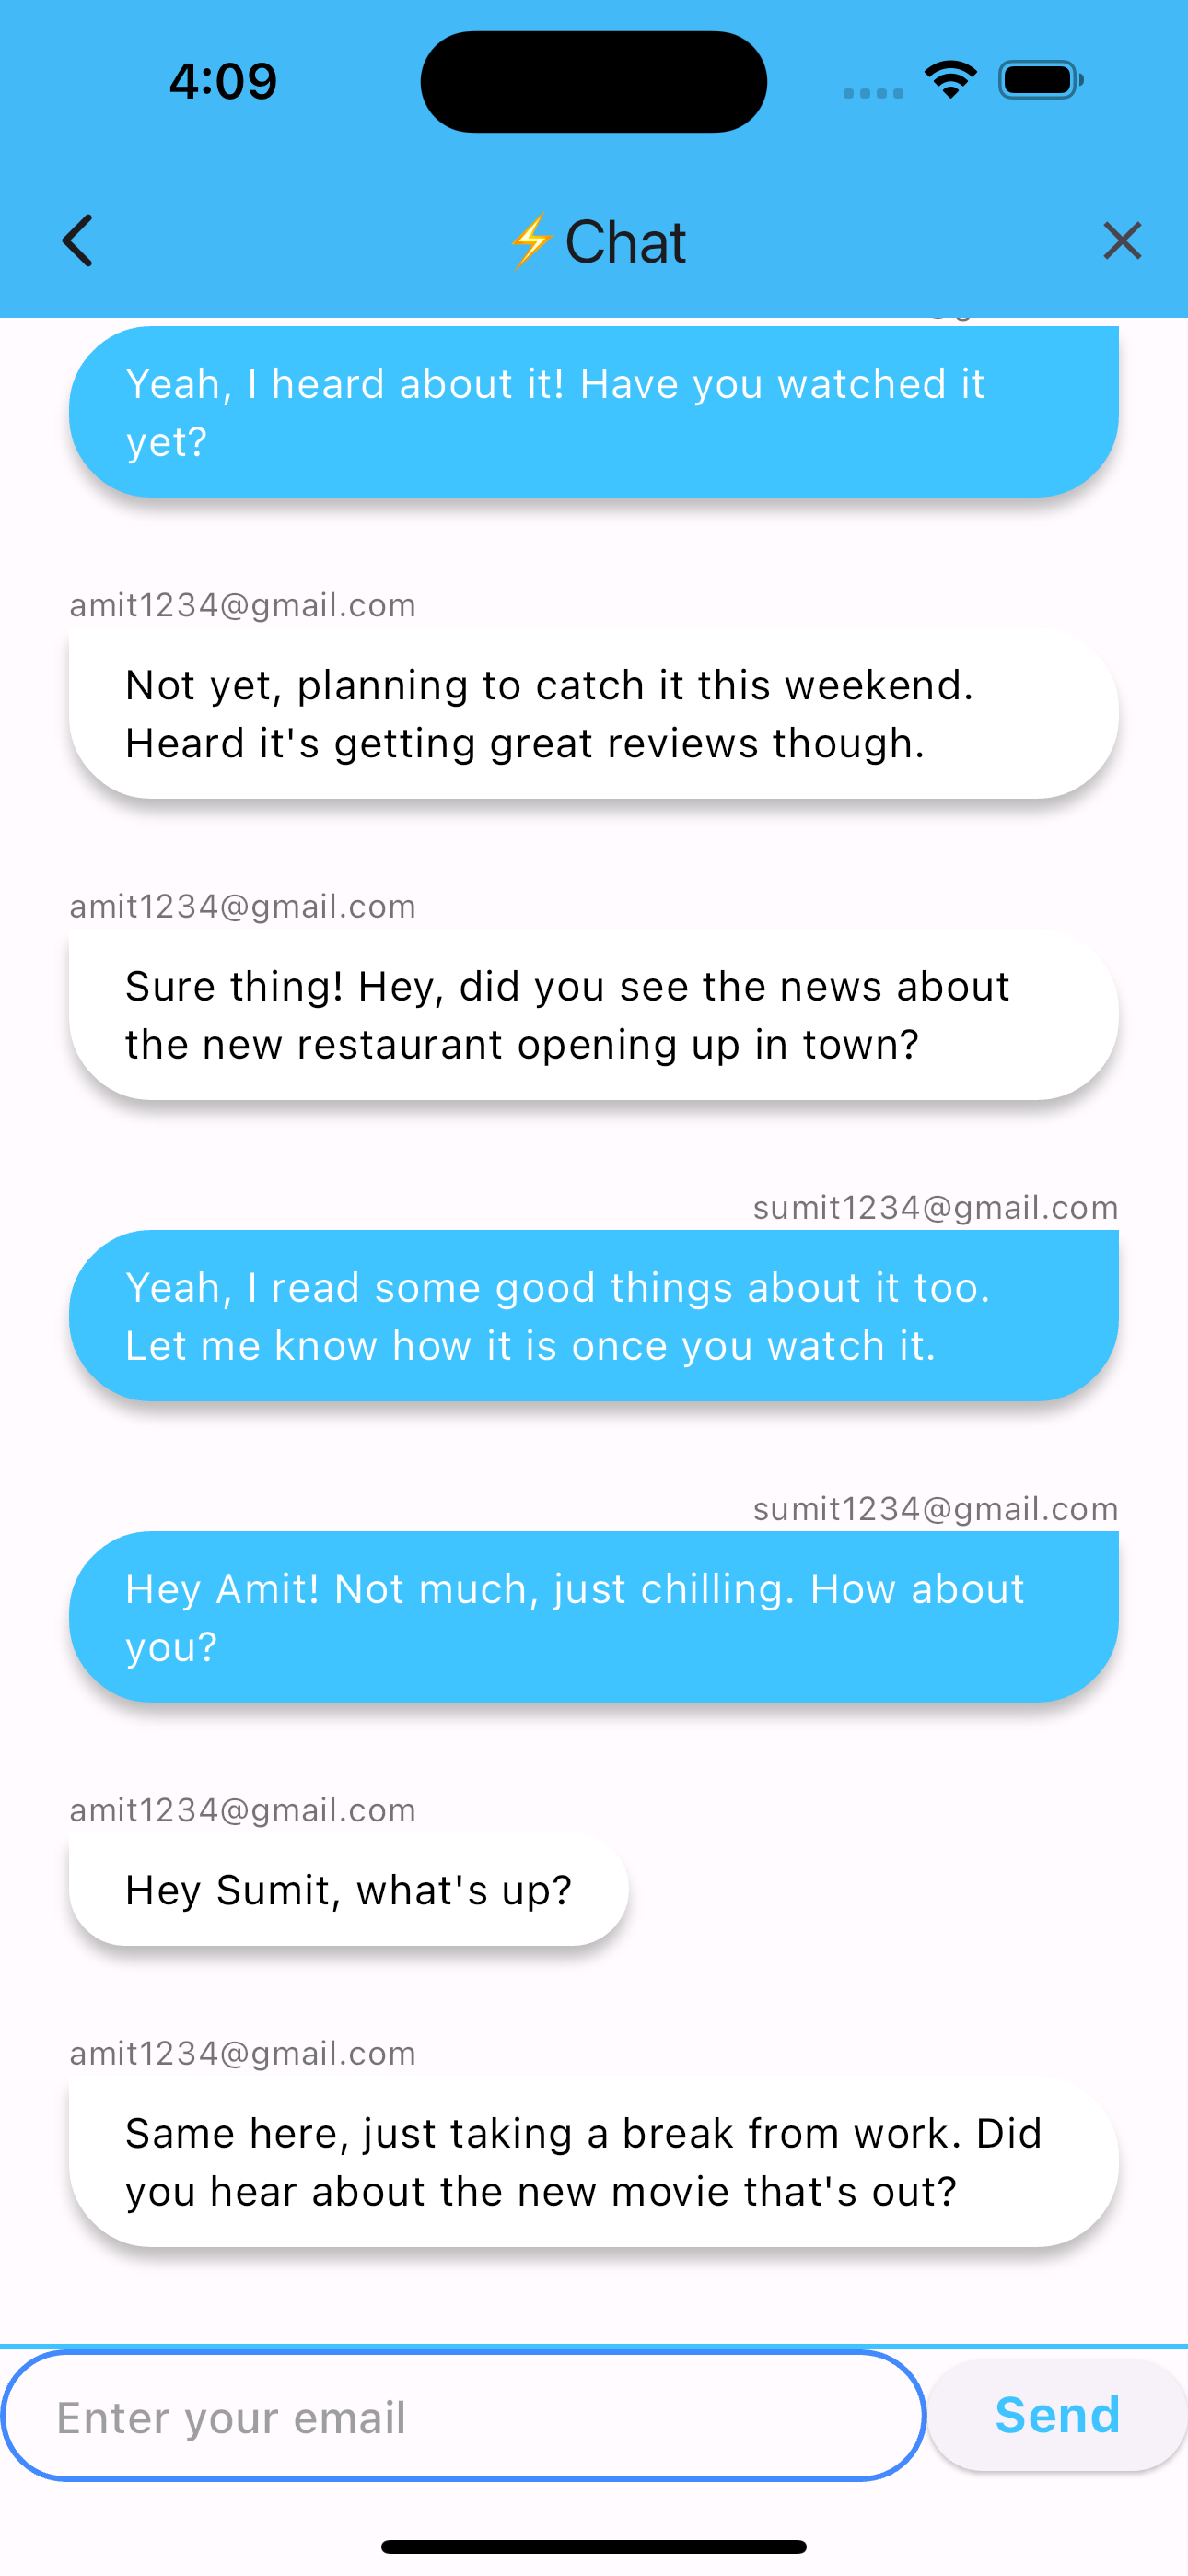 4:09
⚡Chat
Yeah, I heard about it! Have you watched it
yet?
amit1234@gmail.com
Not yet, planning to catch it this weekend.
Heard it's getting great reviews though.
amit1234@gmail.com
Sure thing! Hey, did you see the news about
the new restaurant opening up in town?
sumit1234@gmail.com
Yeah, I read some good things about it too.
Let me know how it is once you watch it.
sumit1234@gmail.com
Hey Amit! Not much, just chilling. How about
you?
amit1234@gmail.com
Hey Sumit, what's up?
amit1234@gmail.com
Same here, just taking a break from work. Did
you hear about the new movie that's out?
Enter your email
Send